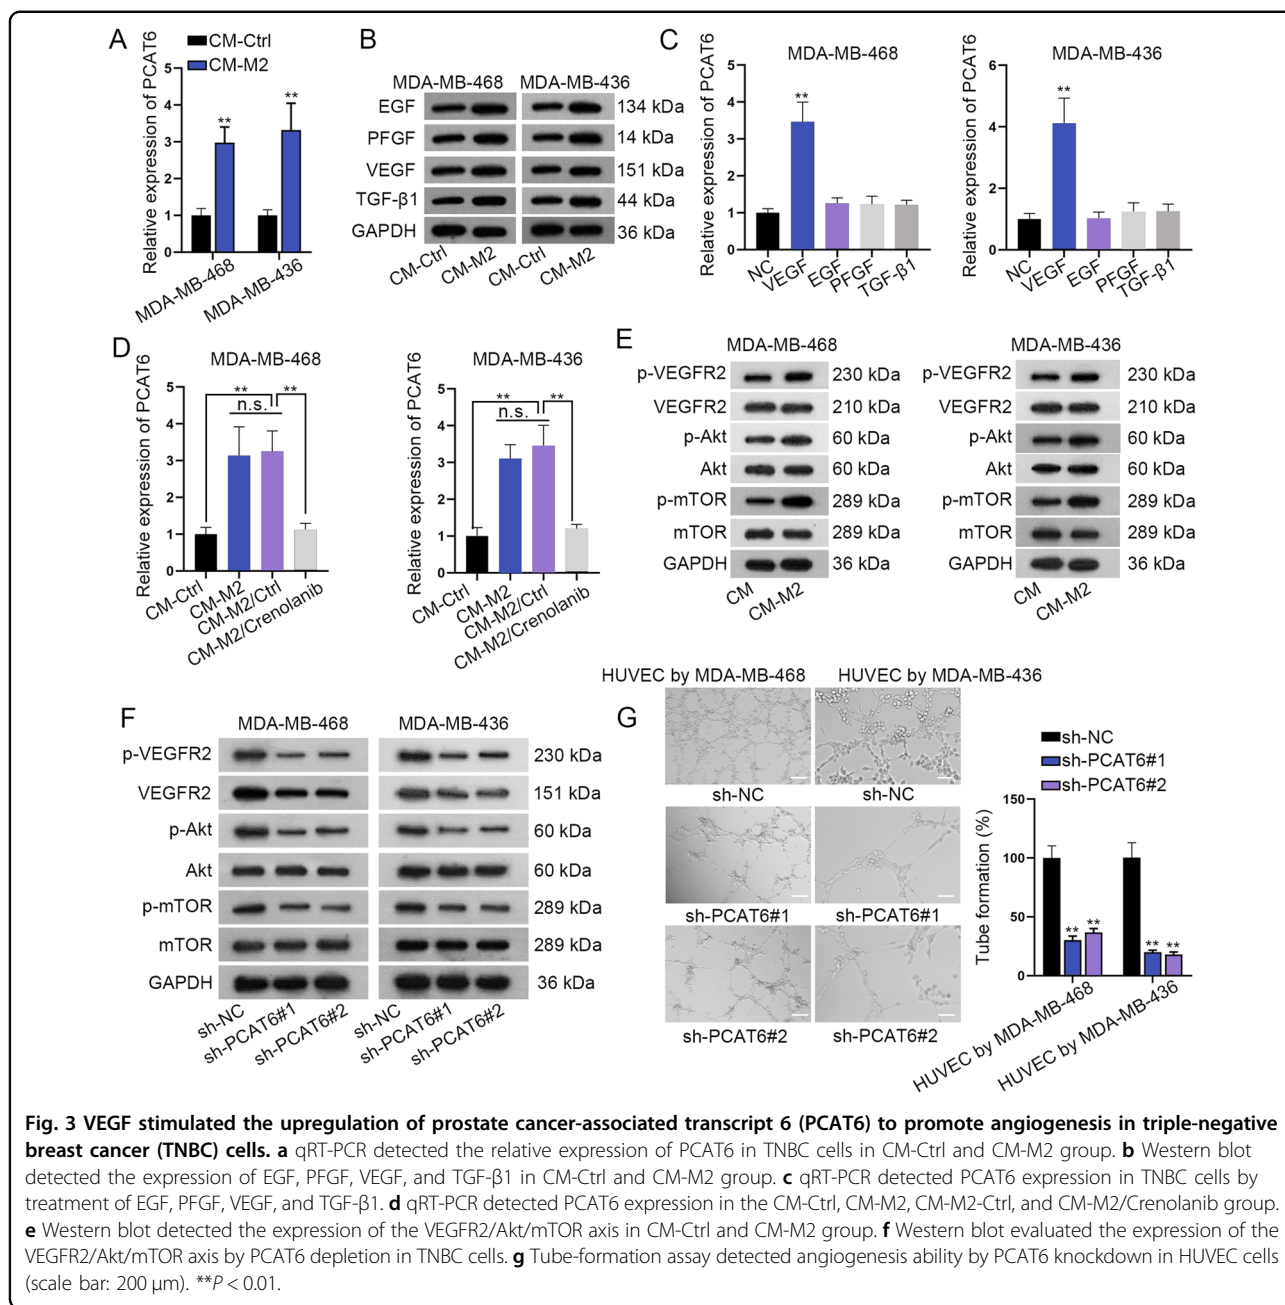 A
CM-Ctrl
CM-M2
Relative expression of PCAT6
5
4
3
2
1
0
**
**
MDA-MB-468
MDA-MB-436
B
MDA-MB-468 MDA-MB-436
EGF 134 kDa
PFGF 14 kDa
VEGF 151 kDa
TGF-β1 44 kDa
GAPDH 36 kDa
CM-Ctrl CM-M2 CM-Ctrl CM-M2
C
MDA-MB-468
Relative expression of PCAT6
5
4
3
2
1
0
**
NC VEGF EGF PFGF TGF-β1
MDA-MB-436
Relative expression of PCAT6
6
4
2
0
**
NC VEGF EGF PFGF TGF-β1
D
MDA-MB-468
Relative expression of PCAT6
5
4
3
2
1
0
** **
n.s.
CM-Ctrl
CM-M2
CM-M2/Ctrl
CM-M2/Crenolanib
MDA-MB-436
Relative expression of PCAT6
5
4
3
2
1
0
** **
n.s.
CM-Ctrl
CM-M2
CM-M2/Ctrl
CM-M2/Crenolanib
E
MDA-MB-468
p-VEGFR2 230 kDa
VEGFR2 210 kDa
p-Akt 60 kDa
Akt 60 kDa
p-mTOR 289 kDa
mTOR 289 kDa
GAPDH 36 kDa
CM CM-M2
MDA-MB-436
p-VEGFR2 230 kDa
VEGFR2 210 kDa
p-Akt 60 kDa
Akt 60 kDa
p-mTOR 289 kDa
mTOR 289 kDa
GAPDH 36 kDa
CM CM-M2
F
MDA-MB-468 MDA-MB-436
p-VEGFR2 230 kDa
VEGFR2 151 kDa
p-Akt 60 kDa
Akt 60 kDa
p-mTOR 289 kDa
mTOR 289 kDa
GAPDH 36 kDa
sh-NC sh-PCAT6#1 sh-PCAT6#2 sh-NC sh-PCAT6#1 sh-PCAT6#2
G
HUVEC by MDA-MB-468 HUVEC by MDA-MB-436
sh-NC sh-NC
sh-PCAT6#1 sh-PCAT6#1
sh-PCAT6#2 sh-PCAT6#2
sh-NC
sh-PCAT6#1
sh-PCAT6#2
Tube formation (%)
150
100
50
0
** **
** **
HUVEC by MDA-MB-468
HUVEC by MDA-MB-436
Fig. 3 VEGF stimulated the upregulation of prostate cancer-associated transcript 6 (PCAT6) to promote angiogenesis in triple-negative
breast cancer (TNBC) cells. a qRT-PCR detected the relative expression of PCAT6 in TNBC cells in CM-Ctrl and CM-M2 group. b Western blot
detected the expression of EGF, PFGF, VEGF, and TGF-β1 in CM-Ctrl and CM-M2 group. c qRT-PCR detected PCAT6 expression in TNBC cells by
treatment of EGF, PFGF, VEGF, and TGF-β1. d qRT-PCR detected PCAT6 expression in the CM-Ctrl, CM-M2, CM-M2-Ctrl, and CM-M2/Crenolanib group.
e Western blot detected the expression of the VEGFR2/Akt/mTOR axis in CM-Ctrl and CM-M2 group. f Western blot evaluated the expression of the
VEGFR2/Akt/mTOR axis by PCAT6 depletion in TNBC cells. g Tube-formation assay detected angiogenesis ability by PCAT6 knockdown in HUVEC cells
(scale bar: 200 μm). **P < 0.01.